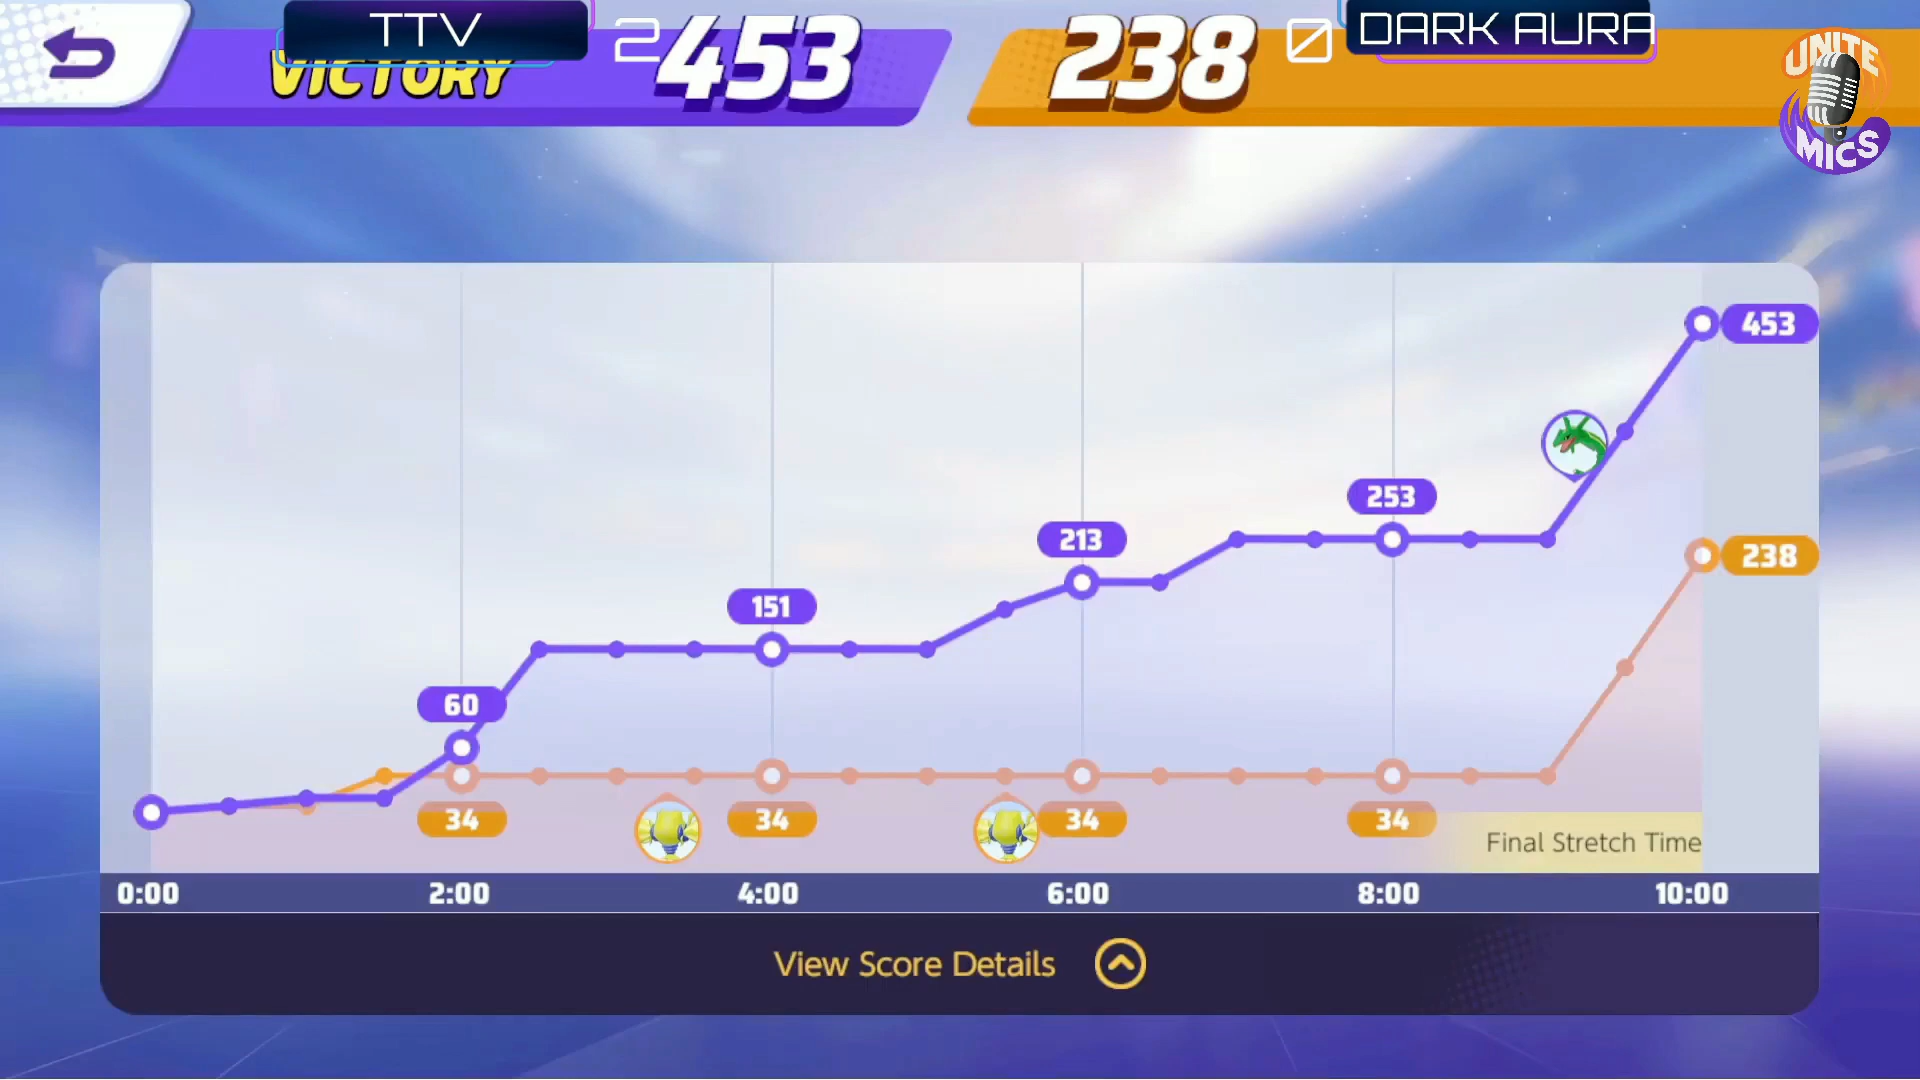 TTV
VICTORY
2
453
238
0
DARK AURA
UNITE
MICS
453
253
213
238
151
60
34
34
34
34
Final Stretch Time
0:00
2:00
4:00
6:00
8:00
10:00
View Score Details